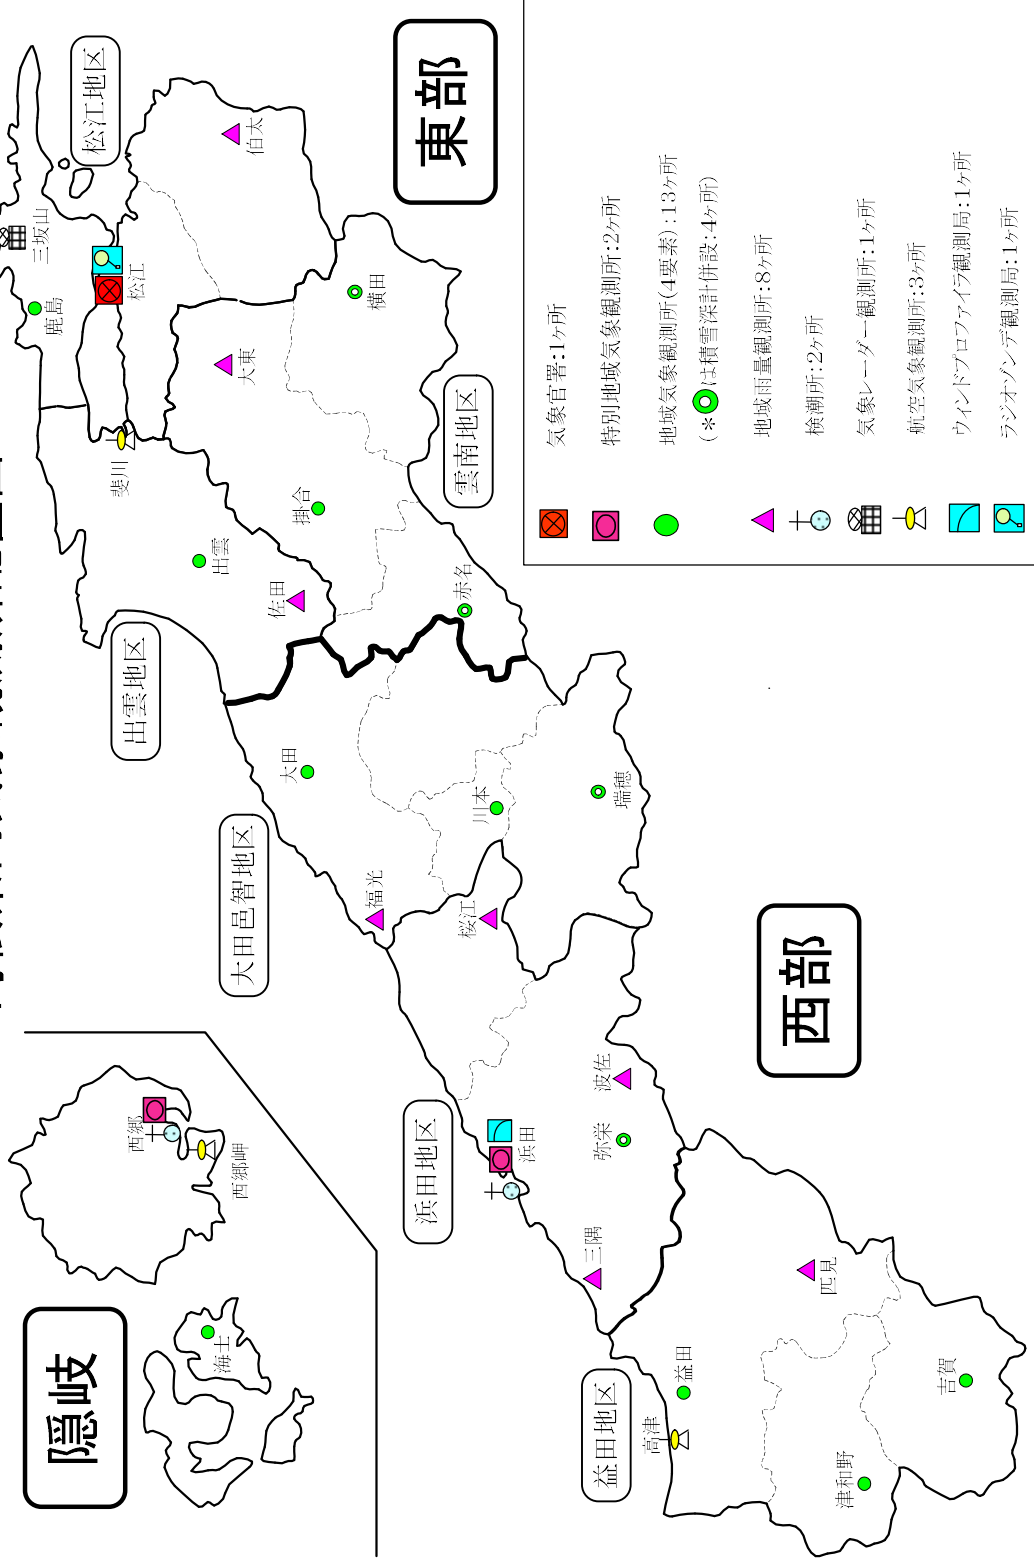 松江地区
東部
三坂山
鹿島
松江
伯太
横田
大東
雲南地区
斐川
掛合
出雲
佐田
赤名
出雲地区
大田
川本
瑞穂
大田邑智地区
福光
桜江
西部
浜田地区
浜田
波佐
弥栄
三隅
匹見
益田地区
益田
高津
津和野
吉賀
隠岐
西郷
西郷岬
海士
気象官署:1ヶ所
特別地域気象観測所:2ヶ所
地域気象観測所(4要素):13ヶ所
(*は積雪深計併設:4ヶ所)
地域雨量観測所:8ヶ所
検潮所:2ヶ所
気象レーダー観測所:1ヶ所
航空気象観測所:3ヶ所
ウィンドプロファイラ観測局:1ヶ所
ラジオゾンデ観測局:1ヶ所